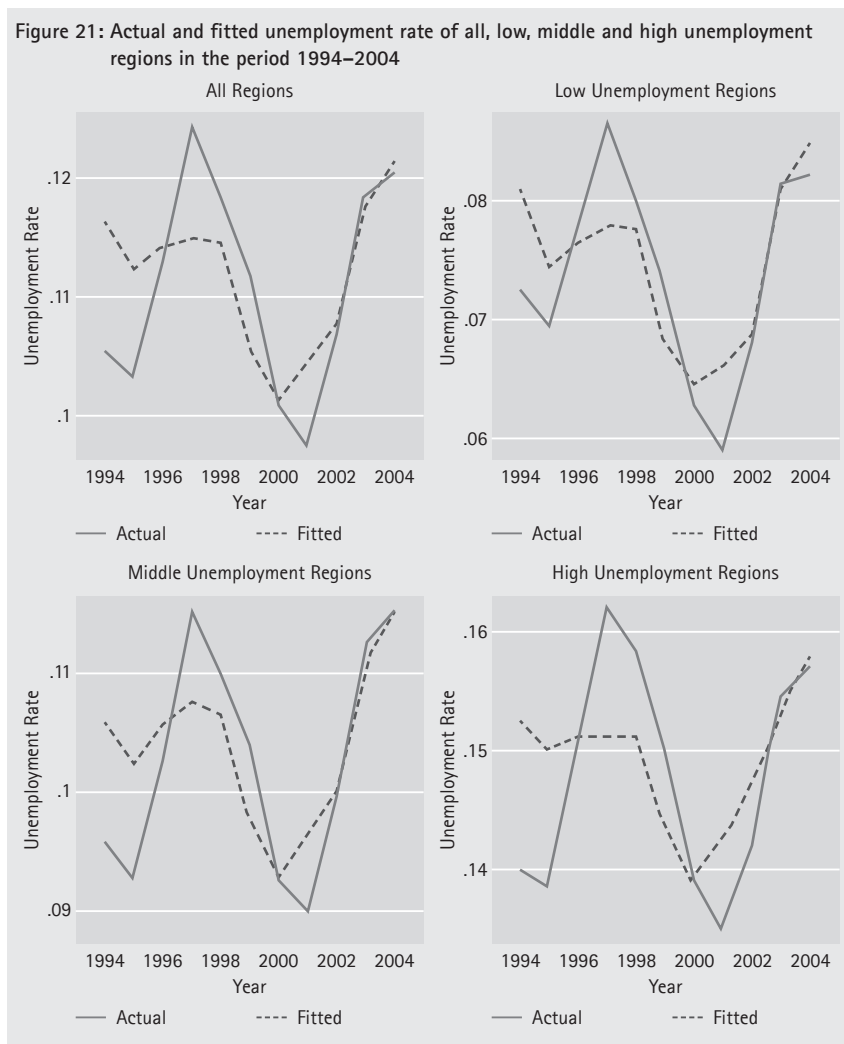 Figure 21: Actual and fitted unemployment rate of all, low, middle and high unemployment
regions in the period 1994–2004
All Regions
Unemployment Rate
.12
.11
.1
1994 1996 1998 2000 2002 2004
Year
Actual Fitted
Low Unemployment Regions
Unemployment Rate
.08
.07
.06
1994 1996 1998 2000 2002 2004
Year
Actual Fitted
Middle Unemployment Regions
Unemployment Rate
.11
.1
.09
1994 1996 1998 2000 2002 2004
Year
Actual Fitted
High Unemployment Regions
Unemployment Rate
.16
.15
.14
1994 1996 1998 2000 2002 2004
Year
Actual Fitted